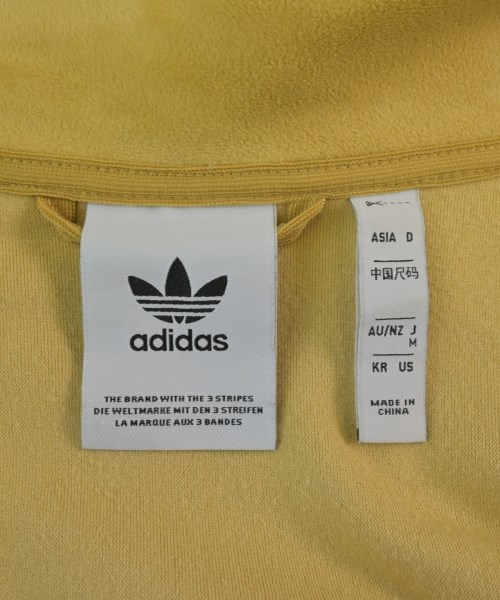 adidas
THE BRAND WITH THE 3 STRIPES
DIE WELTMARKE MIT DEN 3 STREIFEN
LA MARQUE AUX 3 BANDES
ASIA D
中国尺码
AU/NZ J
M
KR US
MADE IN
CHINA